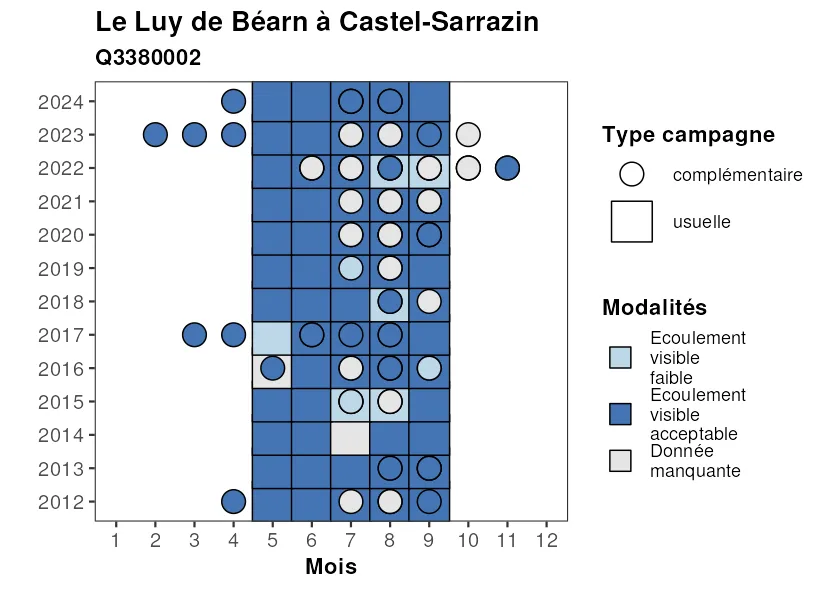 Le Luy de Béarn à Castel-Sarrazin
Q3380002
2024
2023
2022
2021
2020
2019
2018
2017
2016
2015
2014
2013
2012
1 2 3 4 5 6 7 8 9 10 11 12
Mois
Type campagne
complémentaire
usuelle
Modalités
Ecoulement
visible
faible
Ecoulement
visible
acceptable
Donnée
manquante